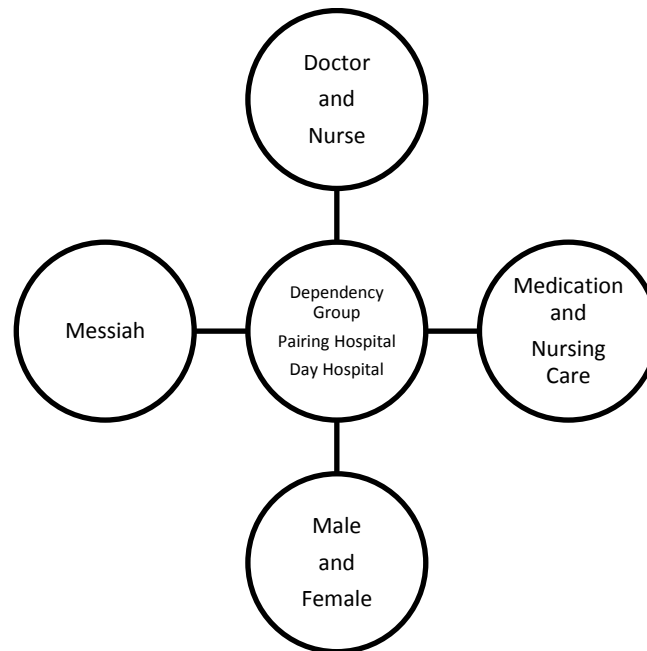 Doctor
and
Nurse
Messiah
Dependency
Group
Pairing Hospital
Day Hospital
Medication
and
Nursing
Care
Male
and
Female